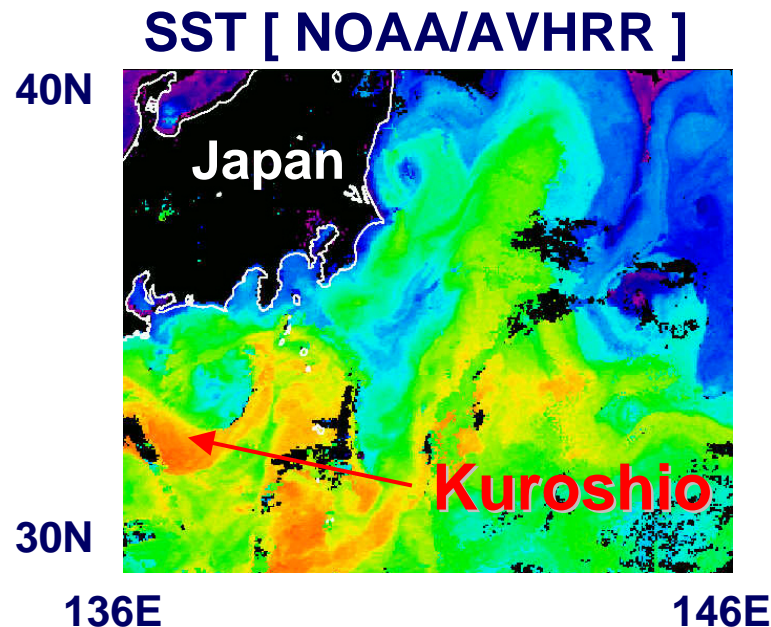 SST [ NOAA/AVHRR ]
40N
Japan
Kuroshio
30N
136E
146E